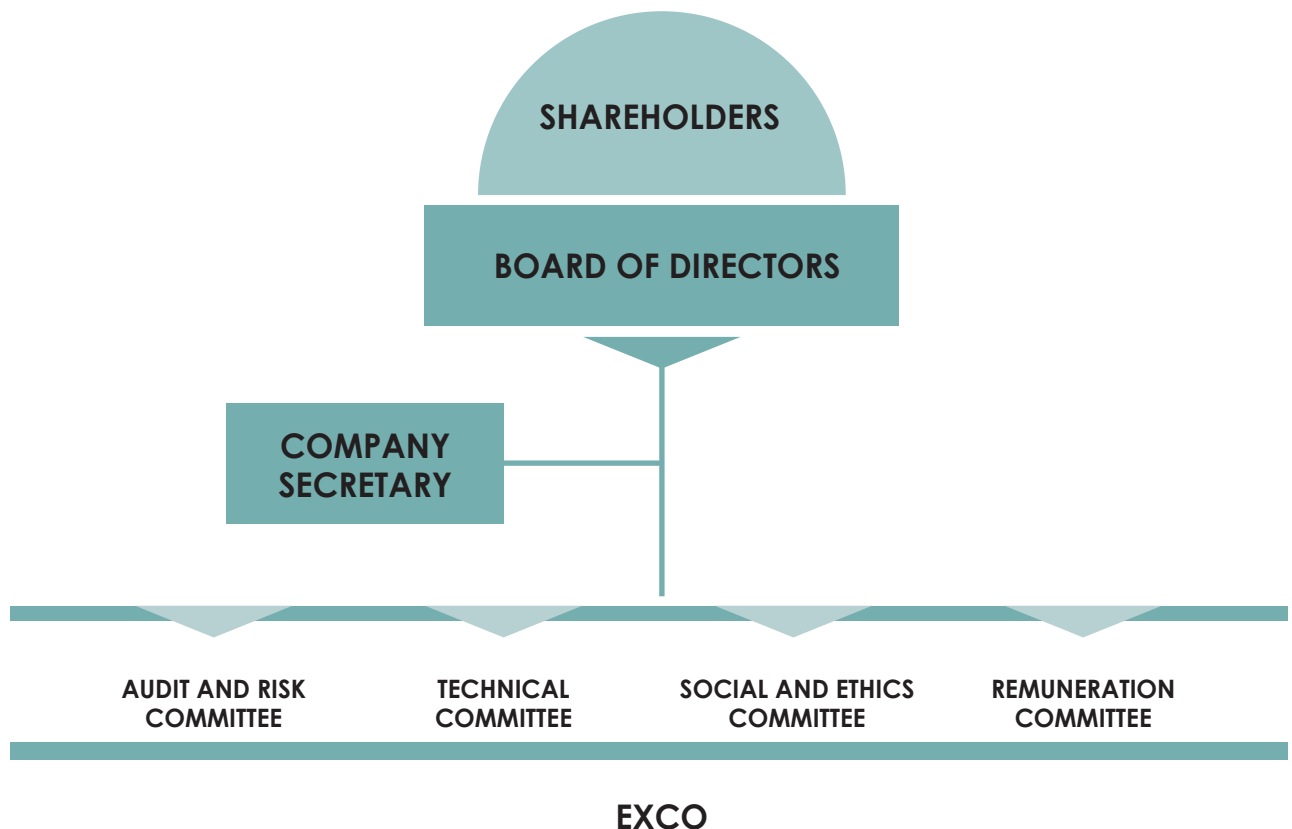 SHAREHOLDERS
BOARD OF DIRECTORS
COMPANY
SECRETARY
AUDIT AND RISK
COMMITTEE
TECHNICAL
COMMITTEE
SOCIAL AND ETHICS
COMMITTEE
REMUNERATION
COMMITTEE
EXCO